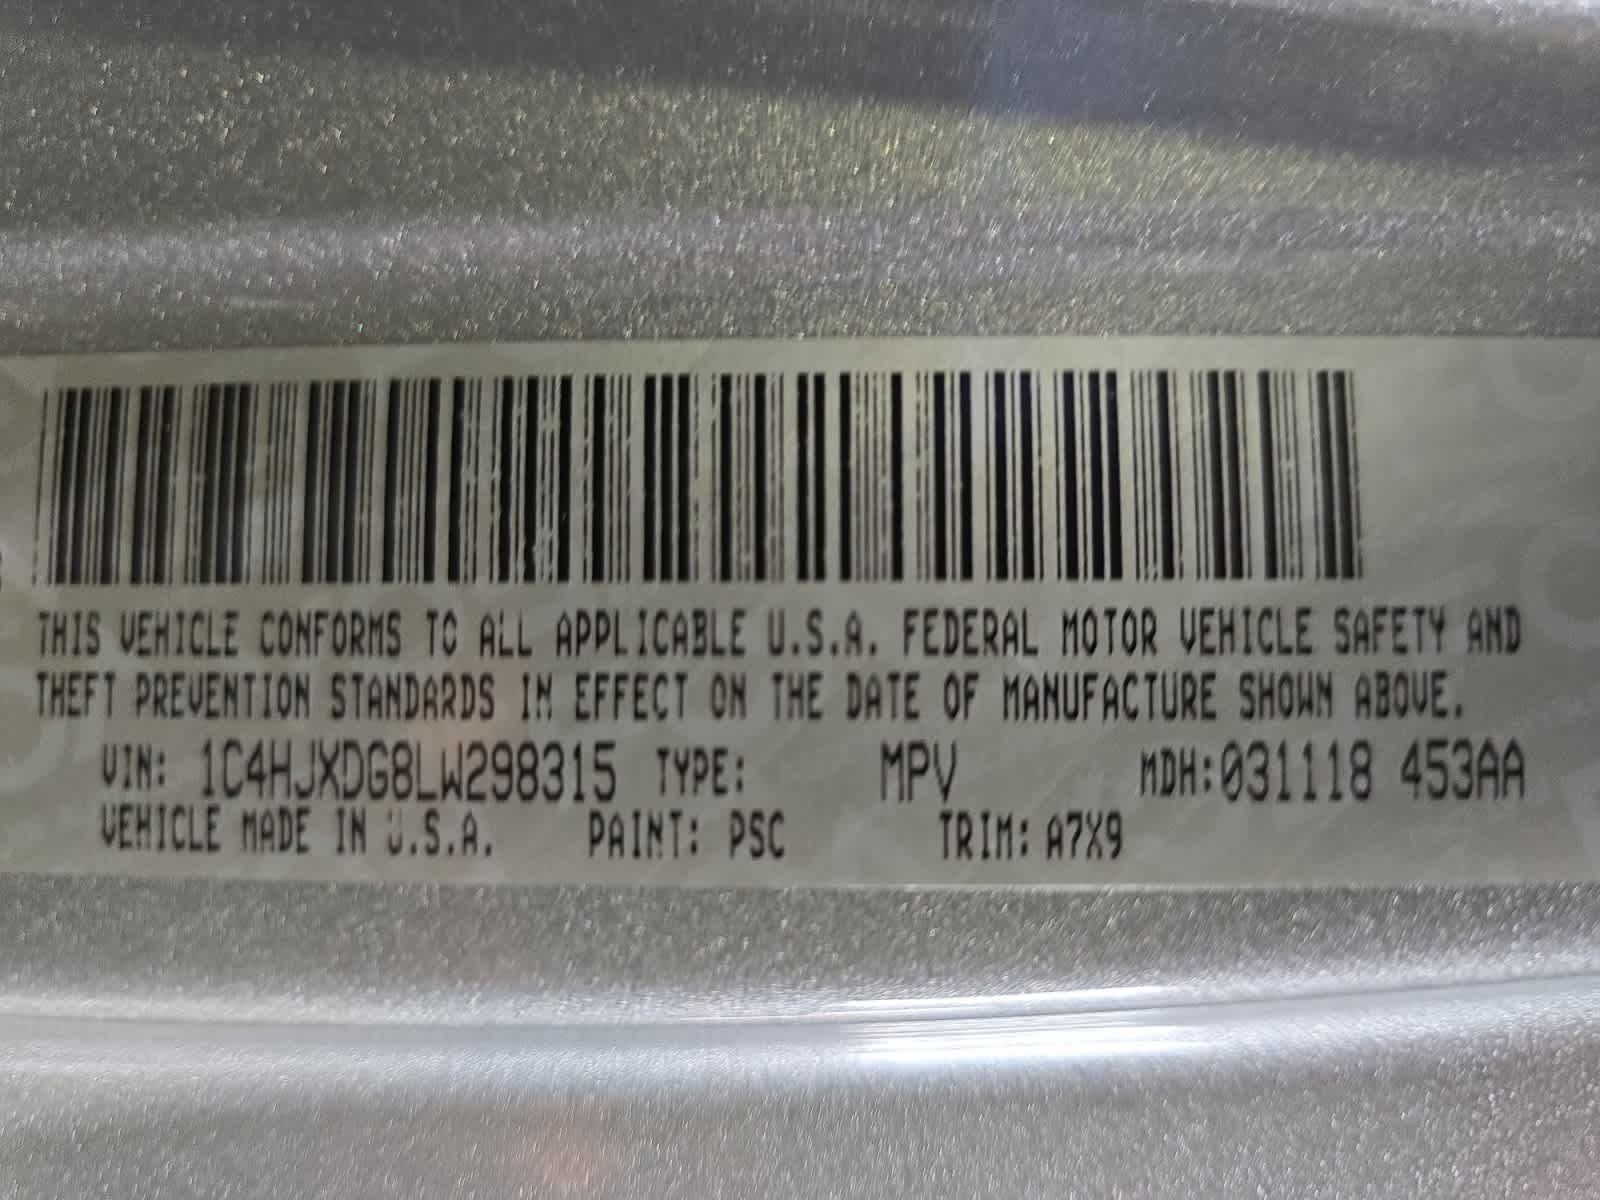 THIS VEHICLE CONFORMS TO ALL APPLICABLE U.S.A. FEDERAL MOTOR VEHICLE SAFETY AND
THEFT PREVENTION STANDARDS IN EFFECT ON THE DATE OF MANUFACTURE SHOWN ABOVE.
VIN: 1C4HJXDG8LW298315 TYPE: MPV MDH:031118 453AA
VEHICLE MADE IN U.S.A. PAINT: PSC TRIM: A7X9